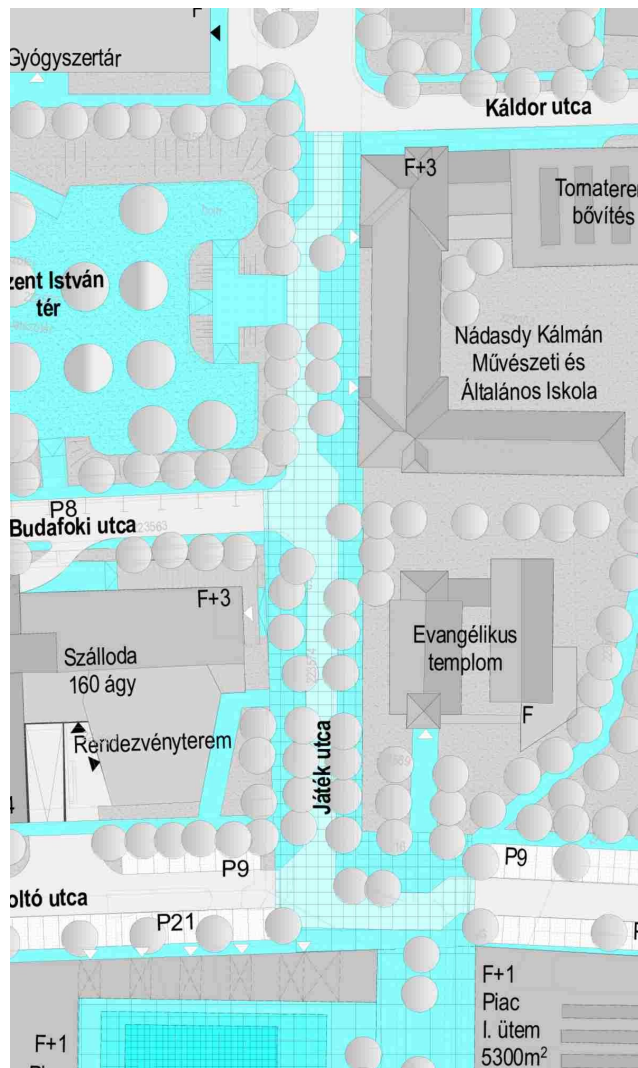 F
Gyógyszertár
Káldor utca
F+3
Tornaterem
bővítés
zent István
tér
Nádasdy Kálmán
Művészeti és
Általános Iskola
P8
Budafoki utca
223563
F+3
Szálloda
160 ágy
Evangélikus
templom
F
Rendezvényterem
Játék utca
P9
P9
oltó utca
P21
F+1
Piac
I. ütem
5300m²
F+1